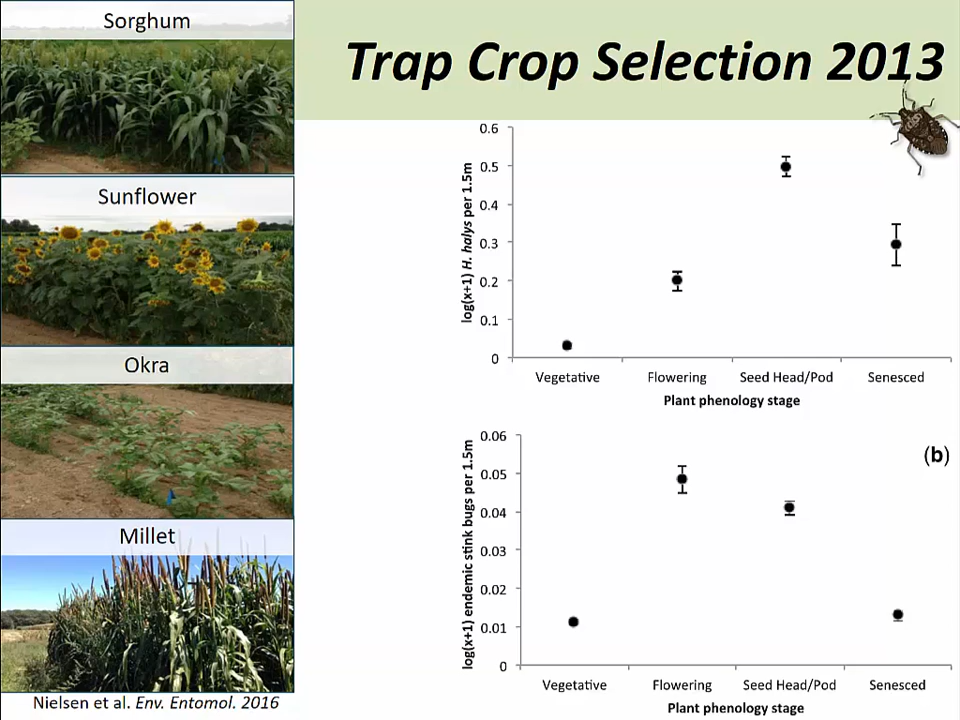 Sorghum
Trap Crop Selection 2013
Sunflower
Okra
Millet
Nielsen et al. Env. Entomol. 2016
log(x+1) H. halys per 1.5m
0.6
0.5
0.4
0.3
0.2
0.1
0
Vegetative Flowering Seed Head/Pod Senesced
Plant phenology stage
(b)
log(x+1) endemic stink bugs per 1.5m
0.06
0.05
0.04
0.03
0.02
0.01
0
Vegetative Flowering Seed Head/Pod Senesced
Plant phenology stage